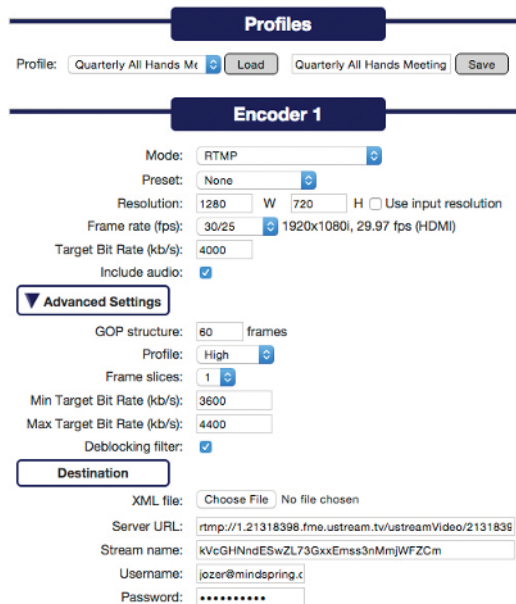 Profiles
Profile: Quarterly All Hands Me Load Quarterly All Hands Meeting Save
Encoder 1
Mode: RTMP
Preset: None
Resolution: 1280 W 720 H Use input resolution
Frame rate (fps): 30/25 1920x1080i, 29.97 fps (HDMI)
Target Bit Rate (kb/s): 4000
Include audio:
Advanced Settings
GOP structure: 60 frames
Profile: High
Frame slices: 1
Min Target Bit Rate (kb/s): 3600
Max Target Bit Rate (kb/s): 4400
Deblocking filter:
Destination
XML file: Choose File No file chosen
Server URL: rtmp://1.21318398.fme.ustream.tv/ustreamVideo/2131839
Stream name: kVcGHNndESwZL73GxxEmss3nMmjWFZCm
Username: jozer@mindspring.c
Password: ••••••••••